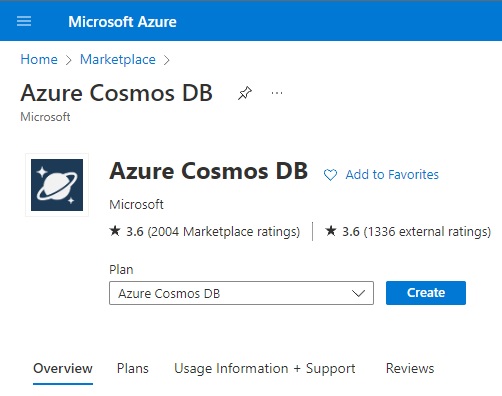 Microsoft Azure
Home > Marketplace >
Azure Cosmos DB ...
Microsoft
Azure Cosmos DB Add to Favorites
Microsoft
★ 3.6 (2004 Marketplace ratings) | ★ 3.6 (1336 external ratings)
Plan
Azure Cosmos DB Create
Overview Plans Usage Information + Support Reviews